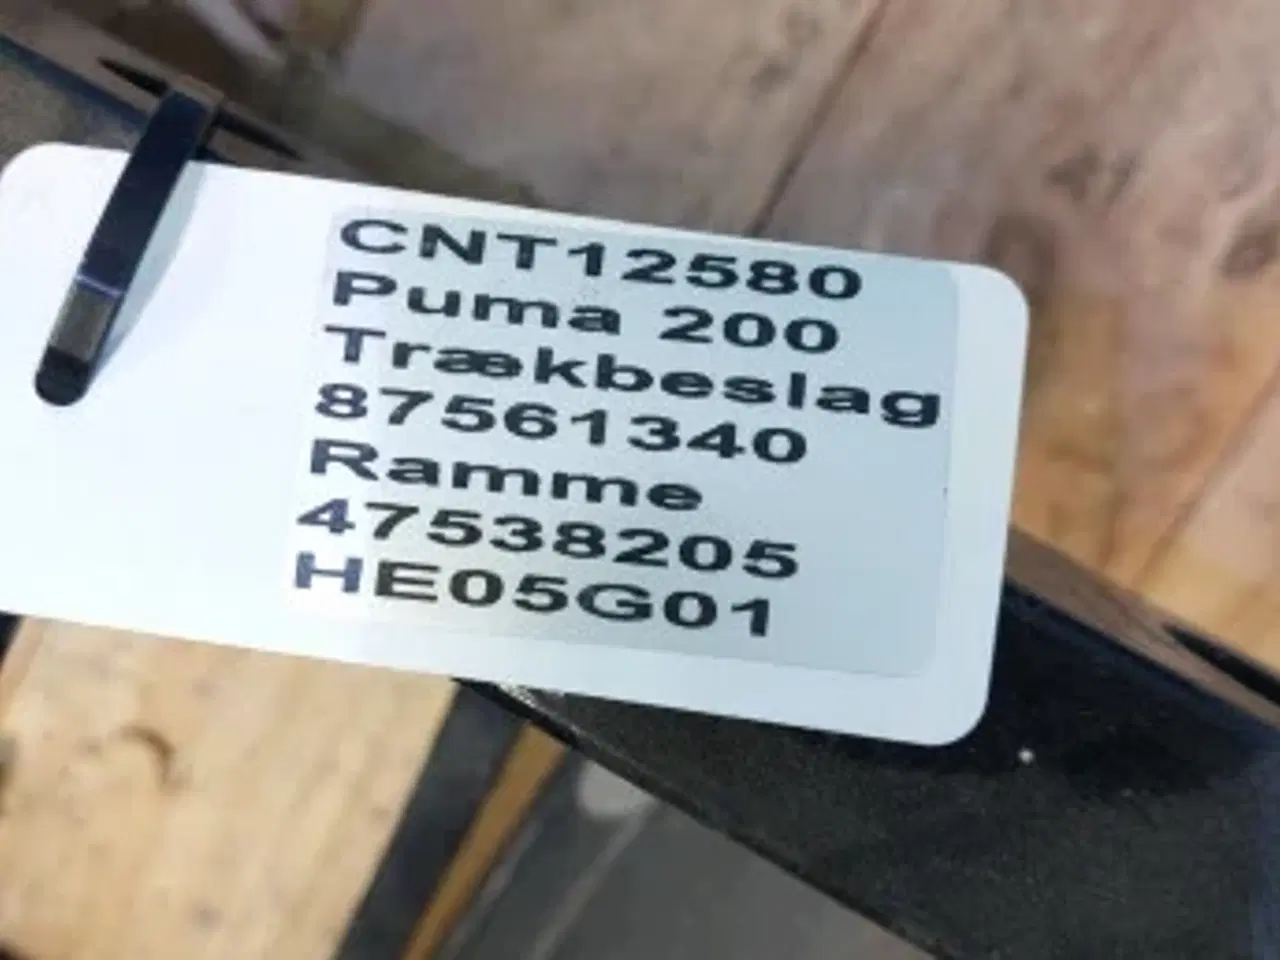 CNT12580
Puma 200
Trækbeslag
87561340
Ramme
47538205
HE05G01